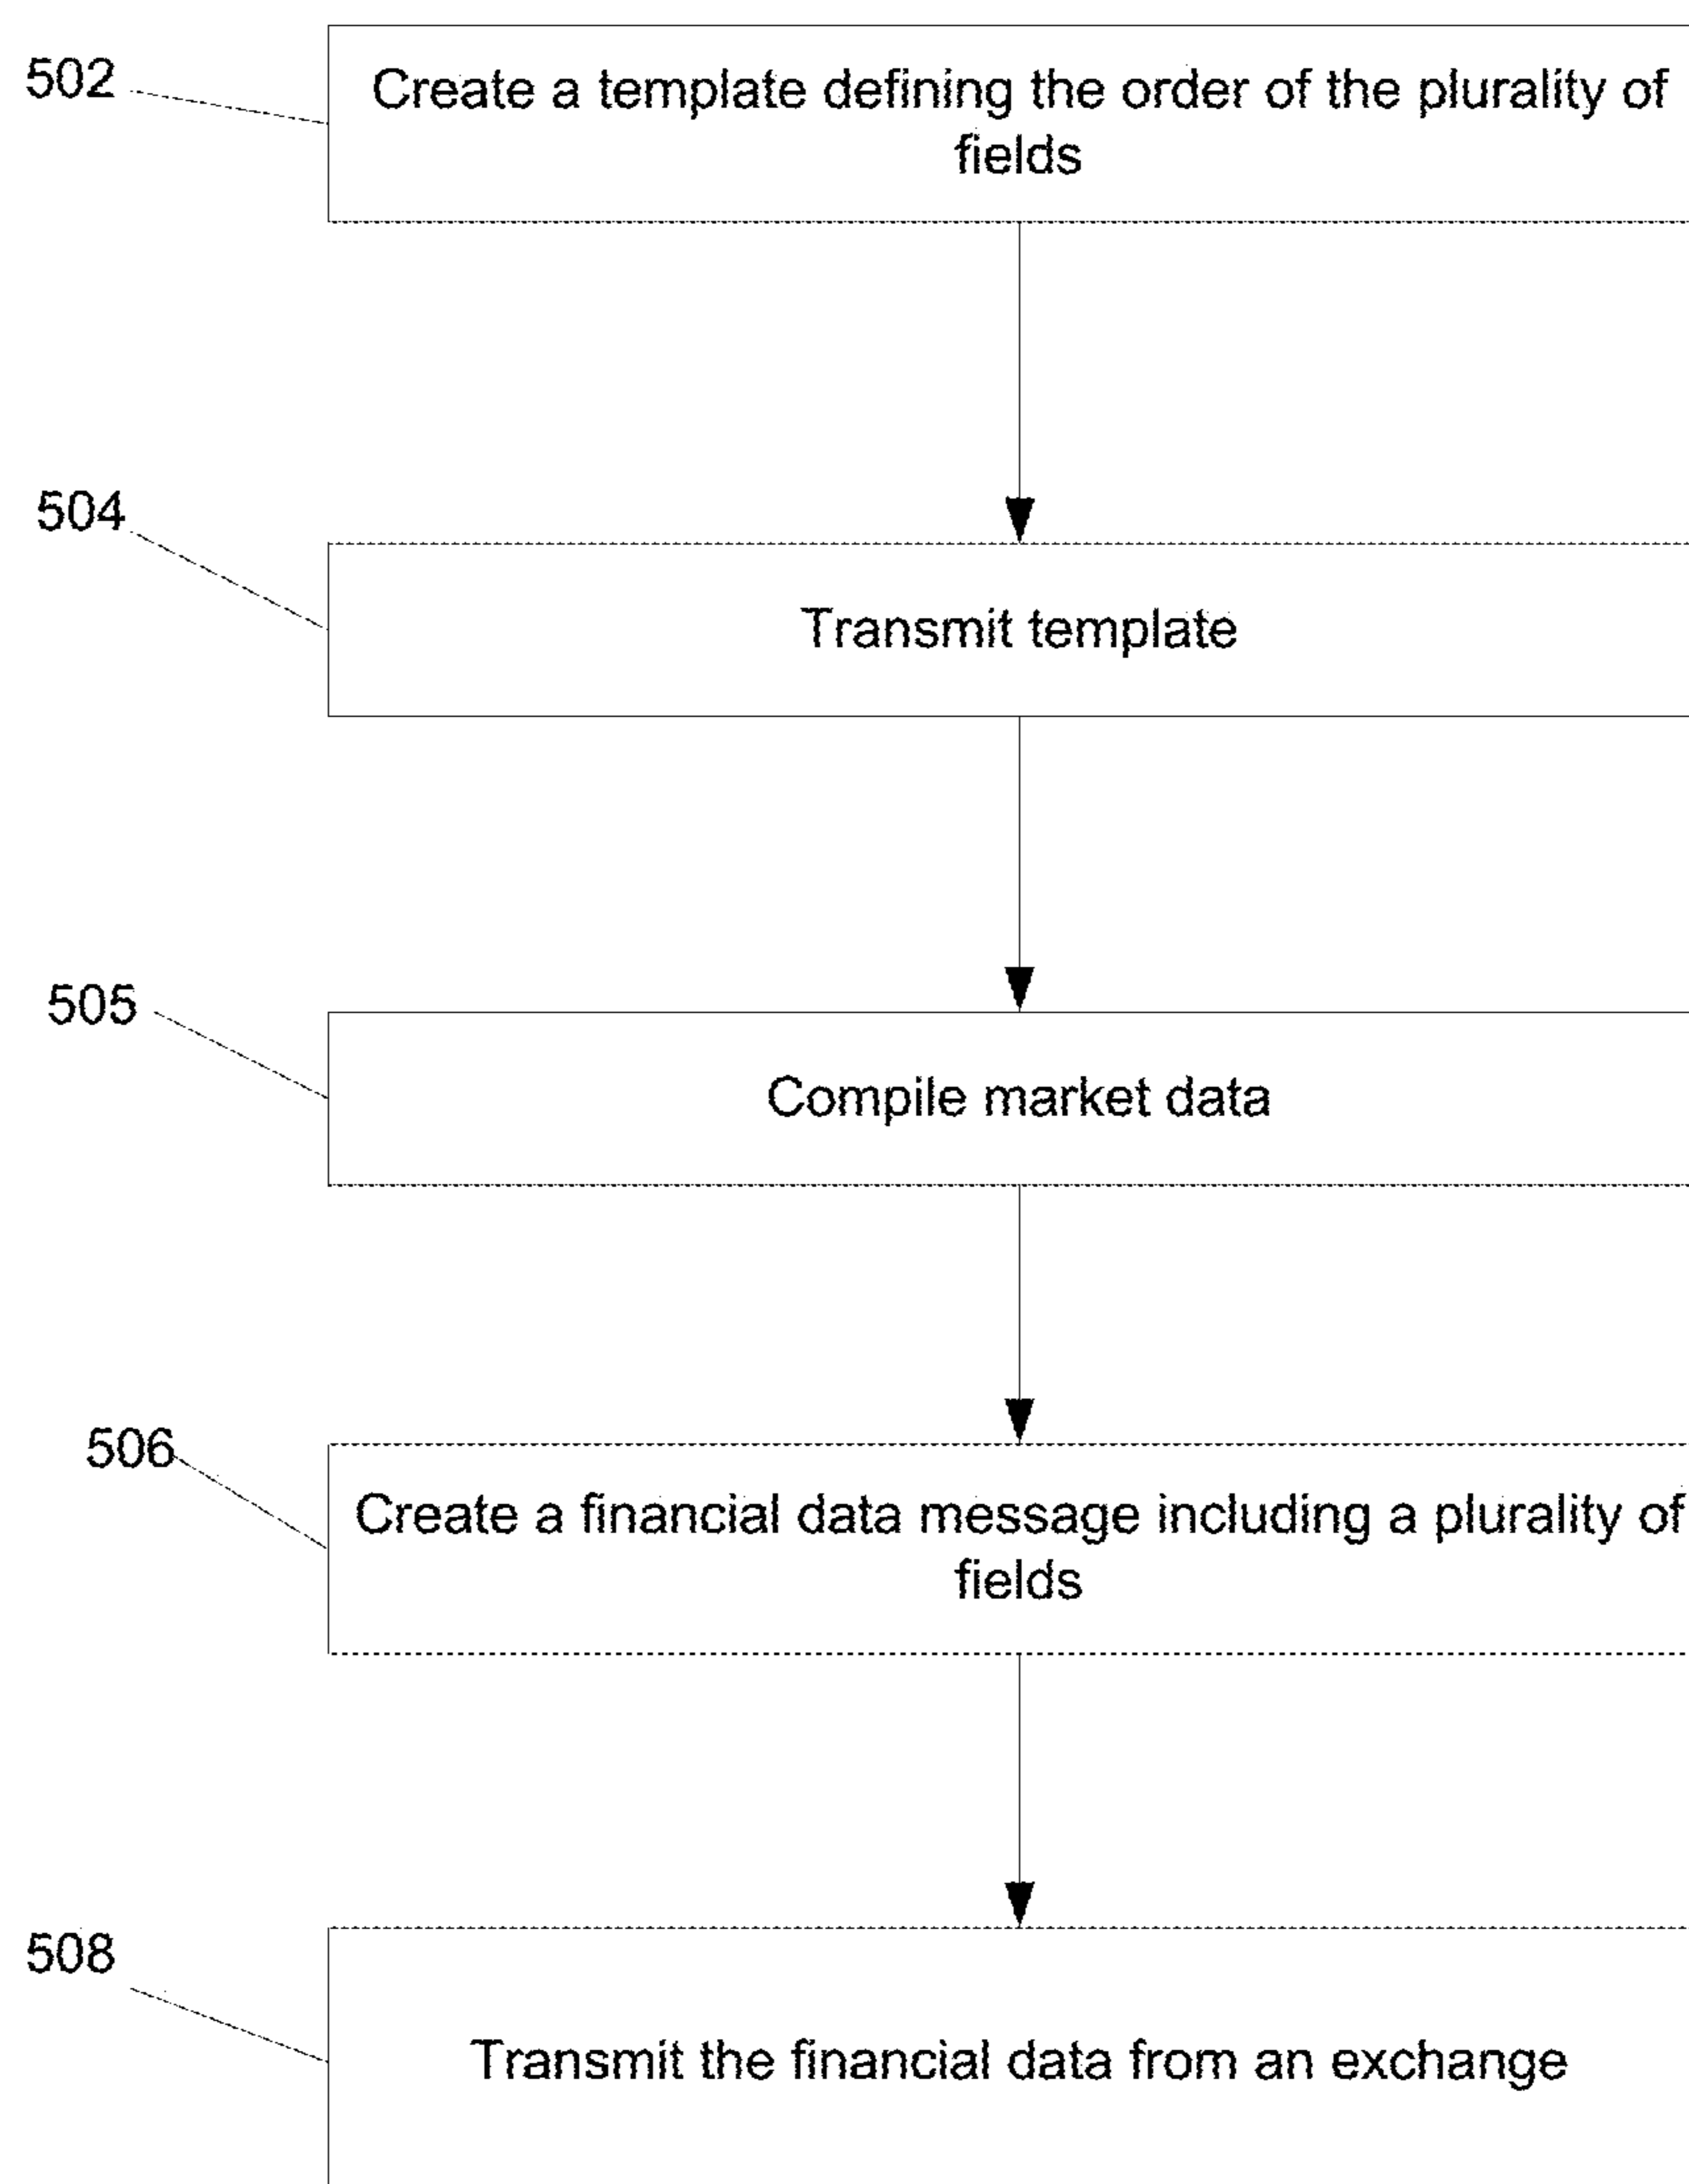 502
Create a template defining the order of the plurality of
fields
504
Transmit template
505
Compile market data
506
Create a financial data message including a plurality of
fields
508
Transmit the financial data from an exchange